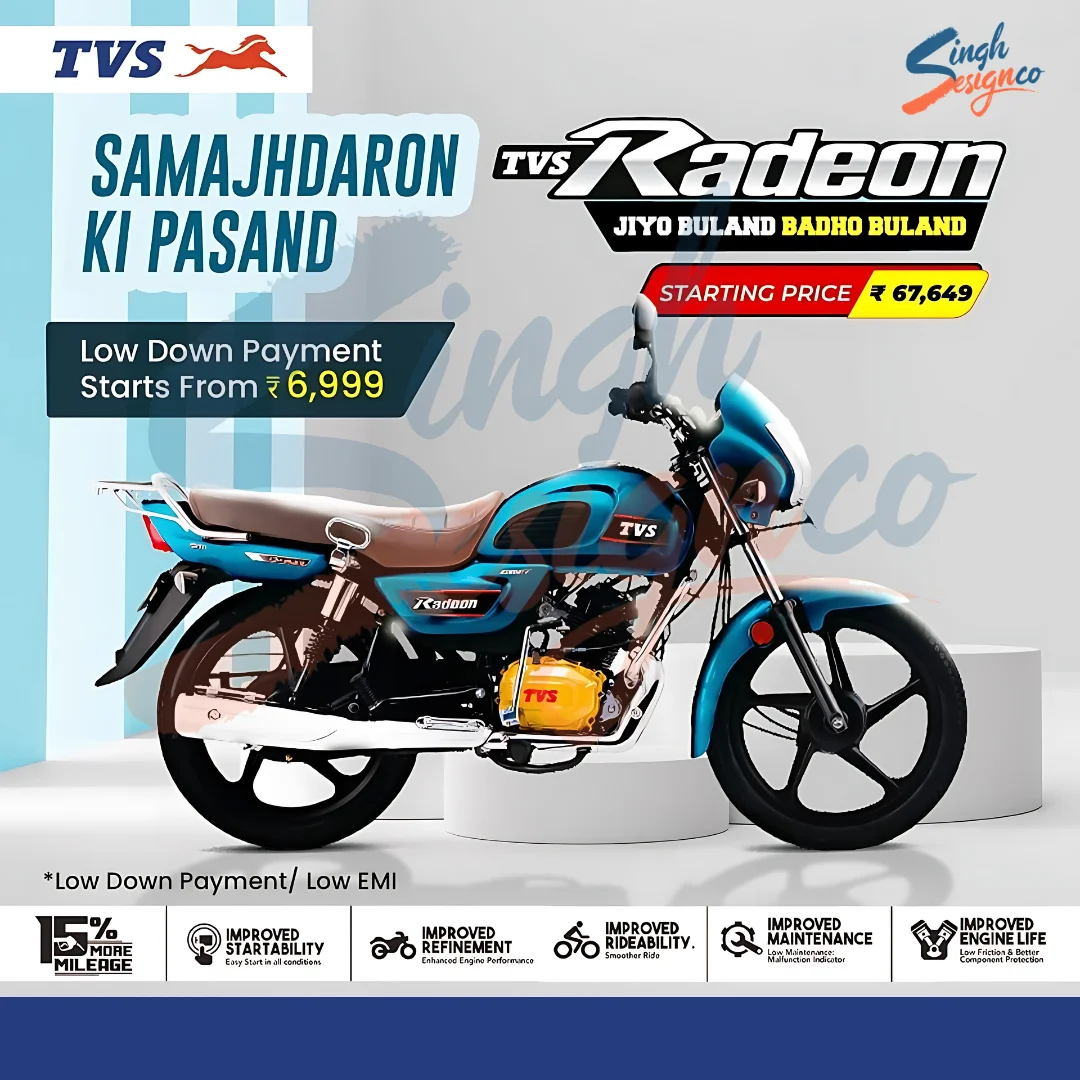 TVS
Singh
Designco
SAMAJHDARON
KI PASAND
TVS Radeon
JIYO BULAND BADHO BULAND
STARTING PRICE ₹ 67,649
Low Down Payment
Starts From ₹ 6,999
Singh
Designco
TVS
Radeon
TVS
*Low Down Payment/ Low EMI
15%
MORE
MILEAGE
IMPROVED
STARTABILITY
Easy Start in all conditions
IMPROVED
REFINEMENT
Enhanced Engine Performance
IMPROVED
RIDEABILITY.
Smoother Ride
IMPROVED
MAINTENANCE
Low Maintenance:
Malfunction Indicator
IMPROVED
ENGINE LIFE
Low Friction & Better
Component Protection